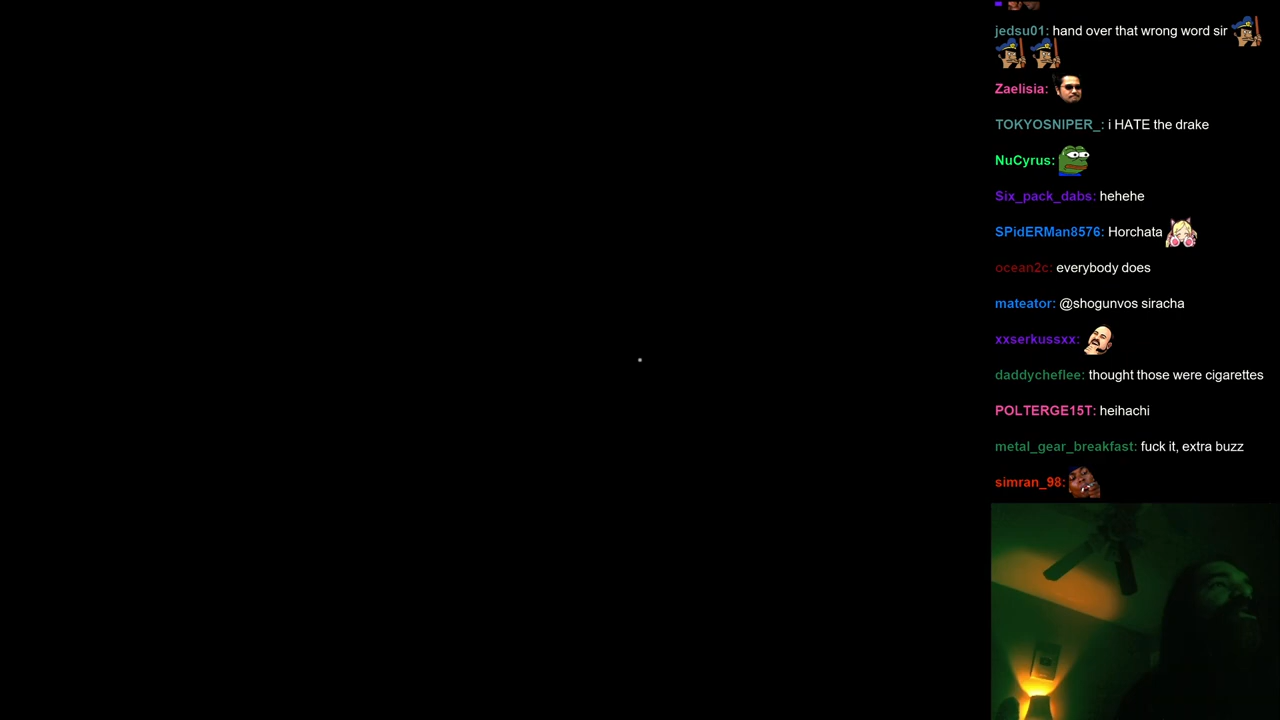 jedsu01: hand over that wrong word sir
Zaelisia:
TOKYOSNIPER_: i HATE the drake
NuCyrus:
Six_pack_dabs: hehehe
SPidERMan8576: Horchata
ocean2c: everybody does
mateator: @shogunvos siracha
xxserkussxx:
daddycheflee: thought those were cigarettes
POLTERGE15T: heihachi
metal_gear_breakfast: fuck it, extra buzz
simran_98: